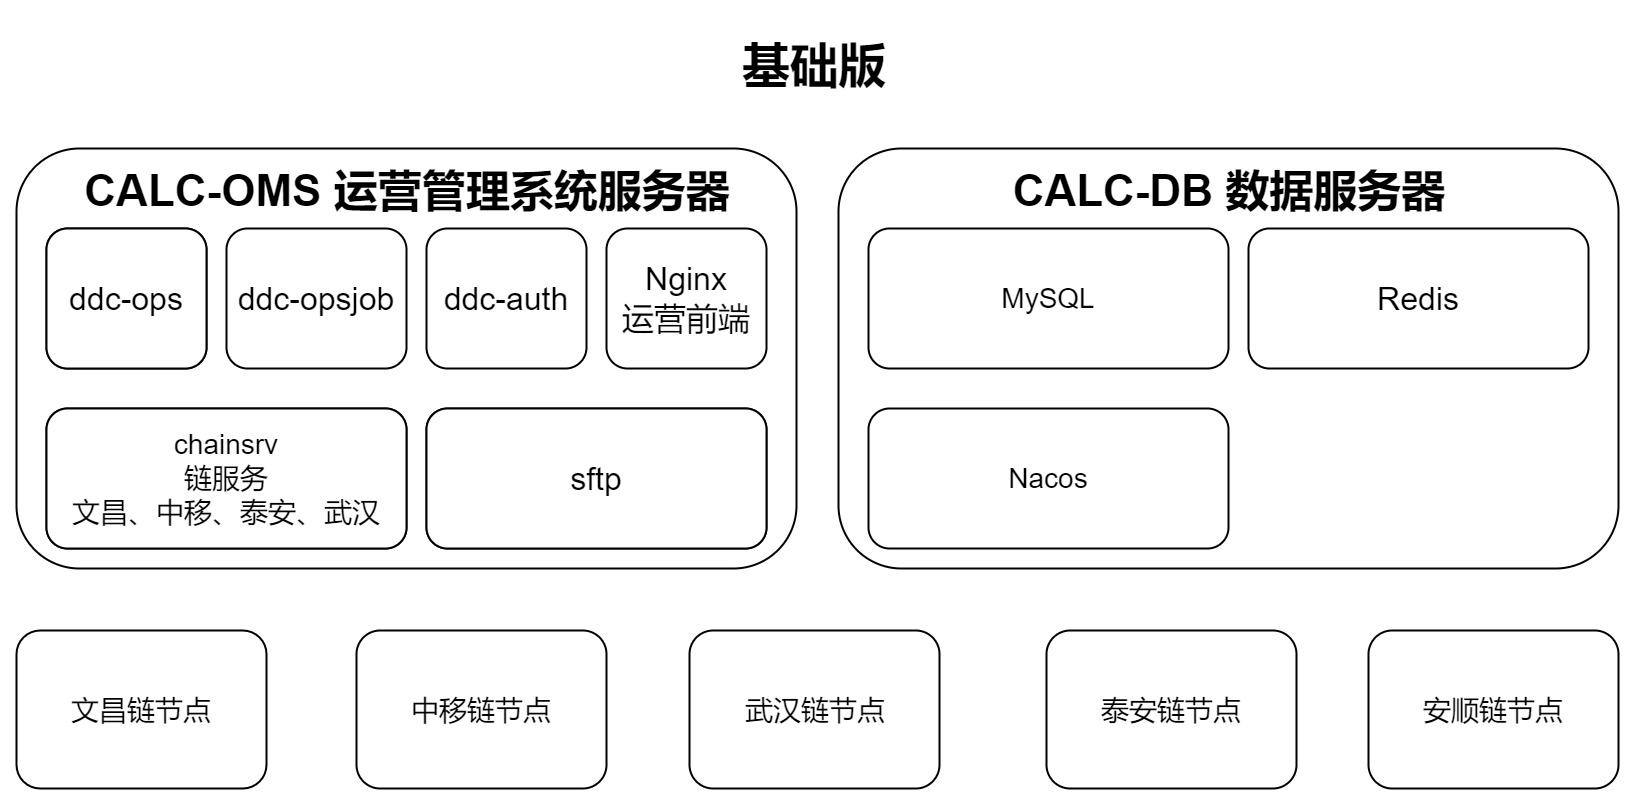 基础版
CALC-OMS 运营管理系统服务器
ddc-ops
ddc-opsjob
ddc-auth
Nginx
运营前端
chainsrv
链服务
文昌、中移、泰安、武汉
sftp
CALC-DB 数据服务器
MySQL
Redis
Nacos
文昌链节点
中移链节点
武汉链节点
泰安链节点
安顺链节点